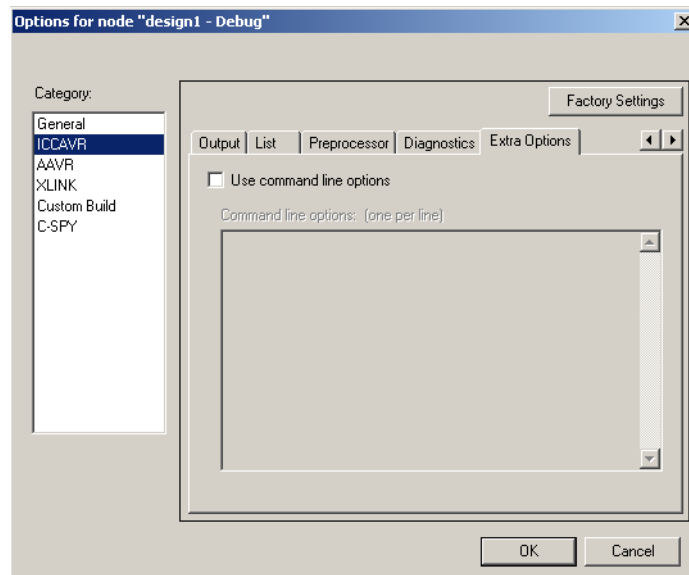 Options for node "design1 - Debug"
Category:
General
ICCAVR
AAVR
XLINK
Custom Build
C-SPY
Factory Settings
Output List Preprocessor Diagnostics Extra Options
Use command line options
Command line options: (one per line)
OK Cancel